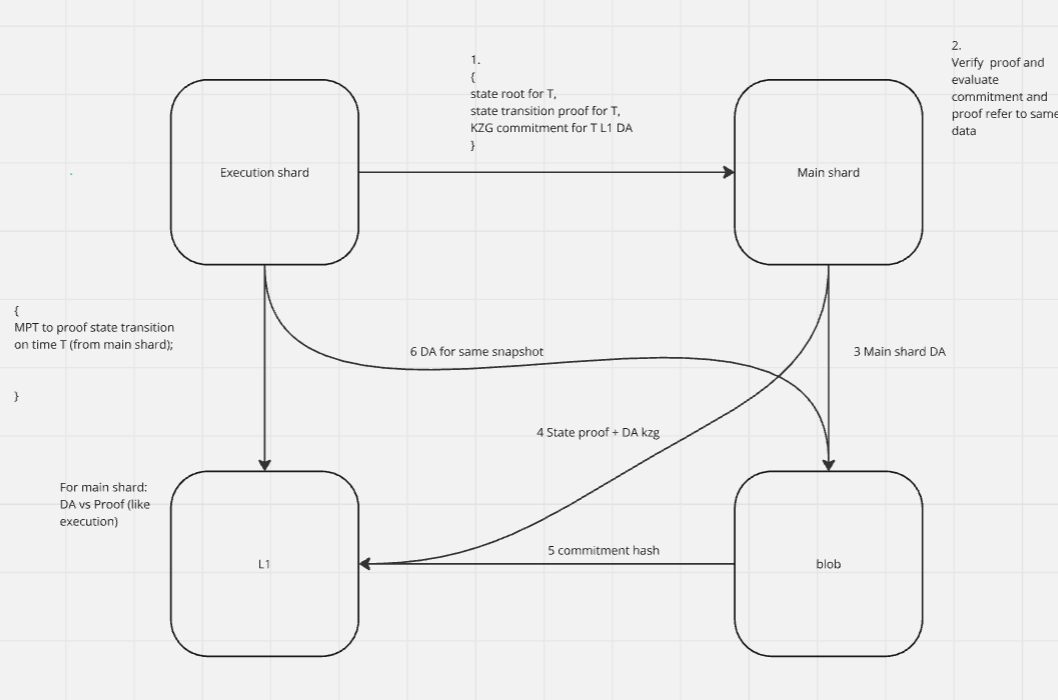 1.
{
state root for T,
state transition proof for T,
KZG commitment for T L1 DA
}
2.
Verify proof and
evaluate
commitment and
proof refer to same
data
Execution shard
Main shard
{
MPT to proof state transition
on time T (from main shard);
}
6 DA for same snapshot
3 Main shard DA
4 State proof + DA kzg
For main shard:
DA vs Proof (like
execution)
5 commitment hash
L1
blob